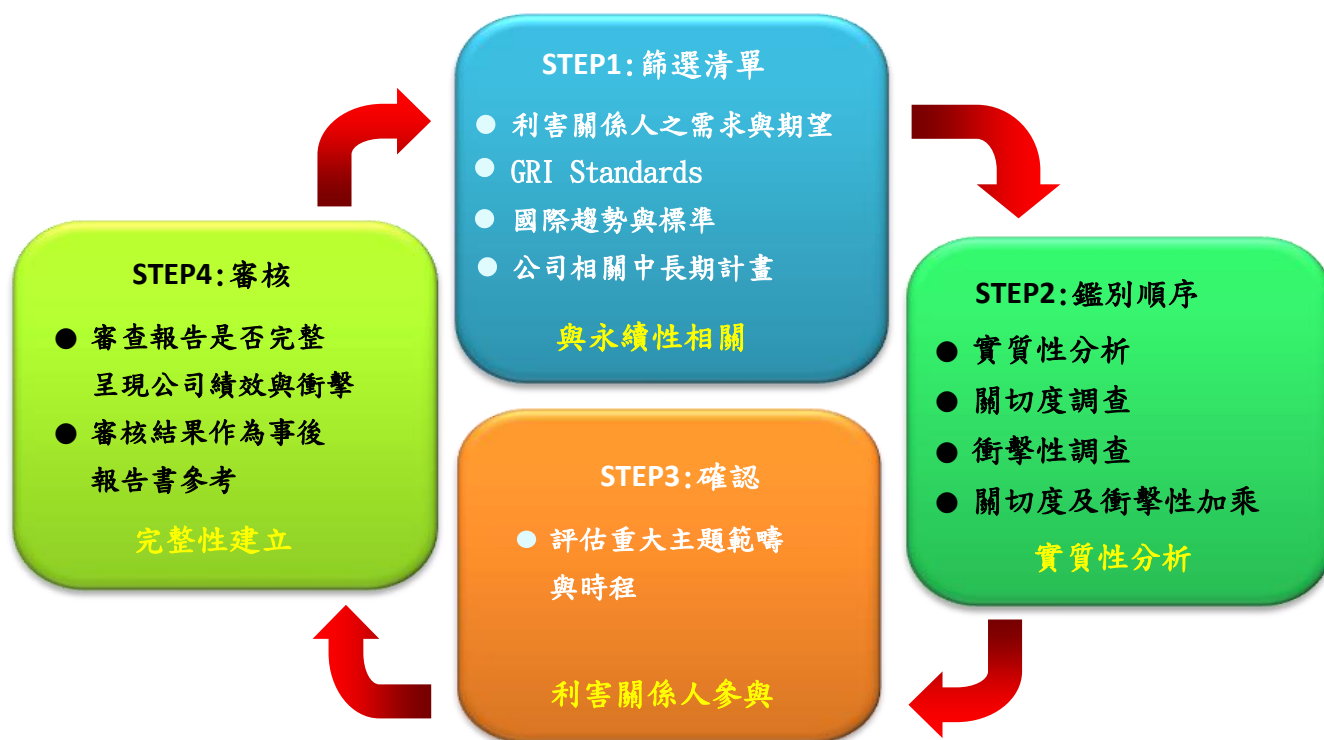 STEP1:篩選清單
利害關係人之需求與期望
GRI Standards
國際趨勢與標準
公司相關中長期計畫
與永續性相關
STEP2:鑑別順序
實質性分析
關切度調查
衝擊性調查
關切度及衝擊性加乘
實質性分析
STEP3:確認
評估重大主題範疇
與時程
利害關係人參與
STEP4:審核
審查報告是否完整
呈現公司績效與衝擊
審核結果作為事後
報告書參考
完整性建立